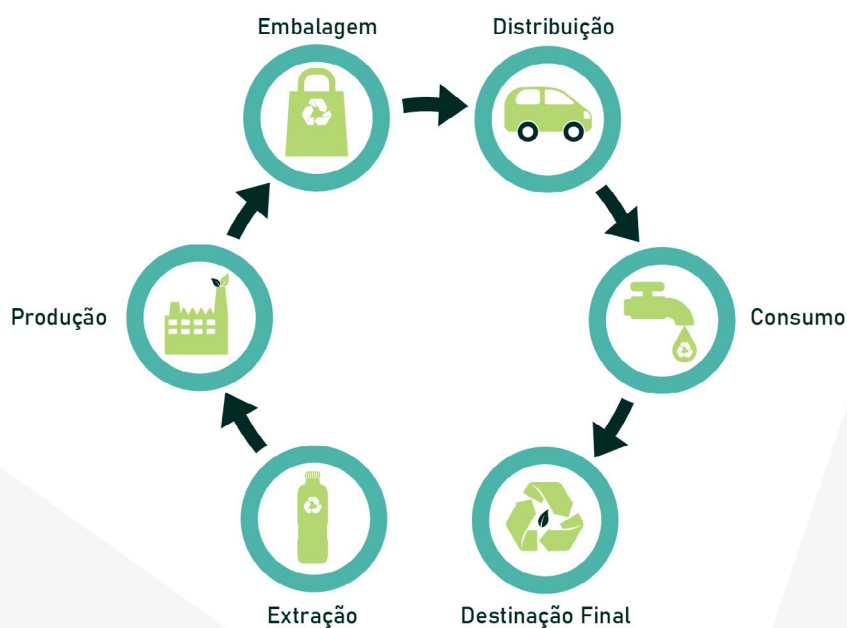 Embalagem
Distribuição
Produção
Consumo
Extração
Destinação Final